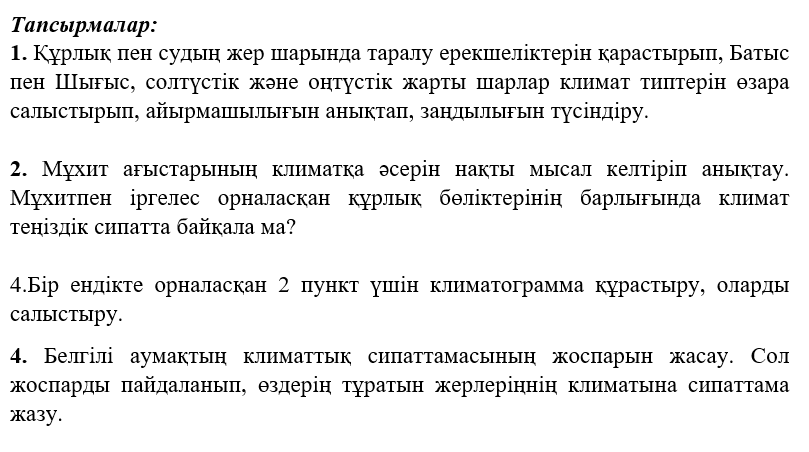 Тапсырмалар:
1. Құрлық пен судың жер шарында таралу ерекшеліктерін қарастырып, Батыс
пен Шығыс, солтүстік және оңтүстік жарты шарлар климат типтерін өзара
салыстырып, айырмашылығын анықтап, заңдылығын түсіндіру.
2. Мұхит ағыстарының климатқа әсерін нақты мысал келтіріп анықтау.
Мұхитпен іргелес орналасқан құрлық бөліктерінің барлығында климат
теңіздік сипатта байқала ма?
4.Бір ендікте орналасқан 2 пункт үшін климатограмма құрастыру, оларды
салыстыру.
4. Белгілі аумақтың климаттық сипаттамасының жоспарын жасау. Сол
жоспарды пайдаланып, өздерің тұратын жерлеріңнің климатына сипаттама
жазу.